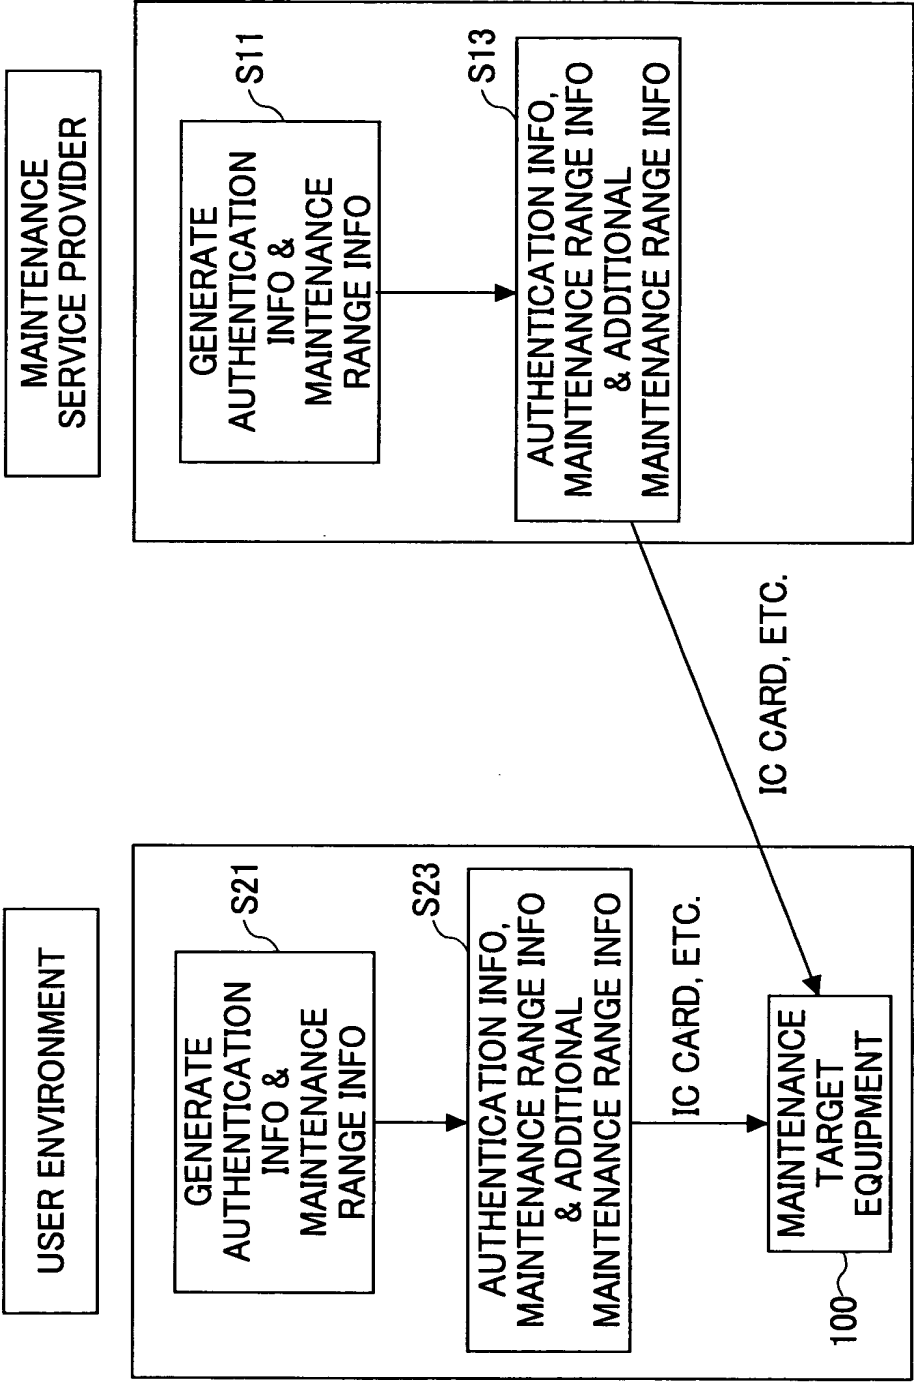 USER ENVIRONMENT
S21
GENERATE
AUTHENTICATION
INFO &
MAINTENANCE
RANGE INFO
S23
AUTHENTICATION INFO,
MAINTENANCE RANGE INFO
& ADDITIONAL
MAINTENANCE RANGE INFO
IC CARD, ETC.
MAINTENANCE
TARGET
EQUIPMENT
100
MAINTENANCE
SERVICE PROVIDER
S11
GENERATE
AUTHENTICATION
INFO &
MAINTENANCE
RANGE INFO
S13
AUTHENTICATION INFO,
MAINTENANCE RANGE INFO
& ADDITIONAL
MAINTENANCE RANGE INFO
IC CARD, ETC.